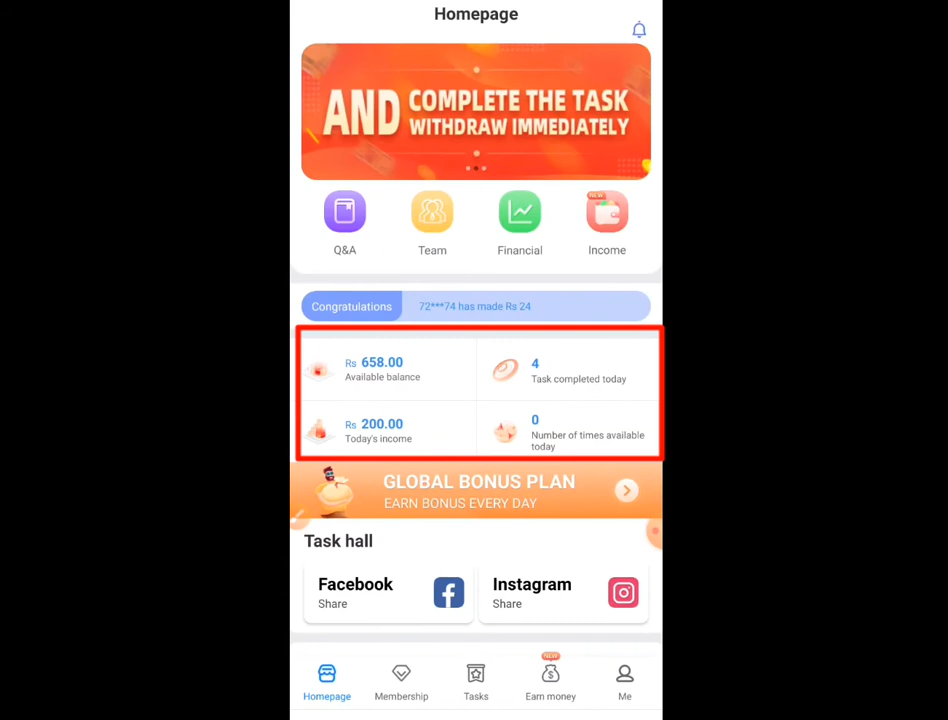 Homepage
AND COMPLETE THE TASK
WITHDRAW IMMEDIATELY
Q&A
Team
Financial
NEW
Income
Congratulations
72***74 has made Rs 24
Rs 658.00
Available balance
4
Task completed today
Rs 200.00
Today's income
0
Number of times available
today
GLOBAL BONUS PLAN
EARN BONUS EVERY DAY
Task hall
Facebook
Share
Instagram
Share
NEW
Homepage
Membership
Tasks
Earn money
Me